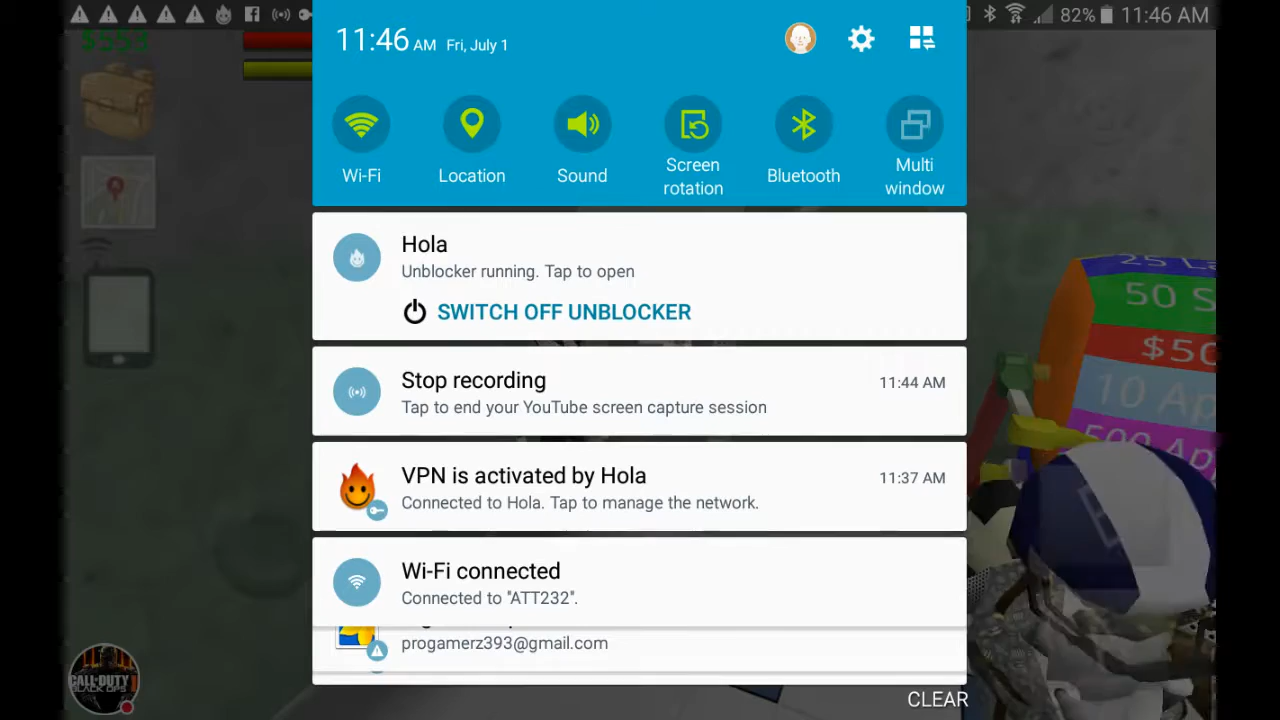 $553
82% 11:46 AM
11:46 AM Fri, July 1
Wi-Fi
Location
Sound
Screen
rotation
Bluetooth
Multi
window
Hola
Unblocker running. Tap to open
SWITCH OFF UNBLOCKER
Stop recording
11:44 AM
Tap to end your YouTube screen capture session
VPN is activated by Hola
11:37 AM
Connected to Hola. Tap to manage the network.
Wi-Fi connected
Connected to "ATT232".
progamerz393@gmail.com
CLEAR
50 S
$50
10 Ap
500 Ap
CALL OF DUTY
BLACK OPS